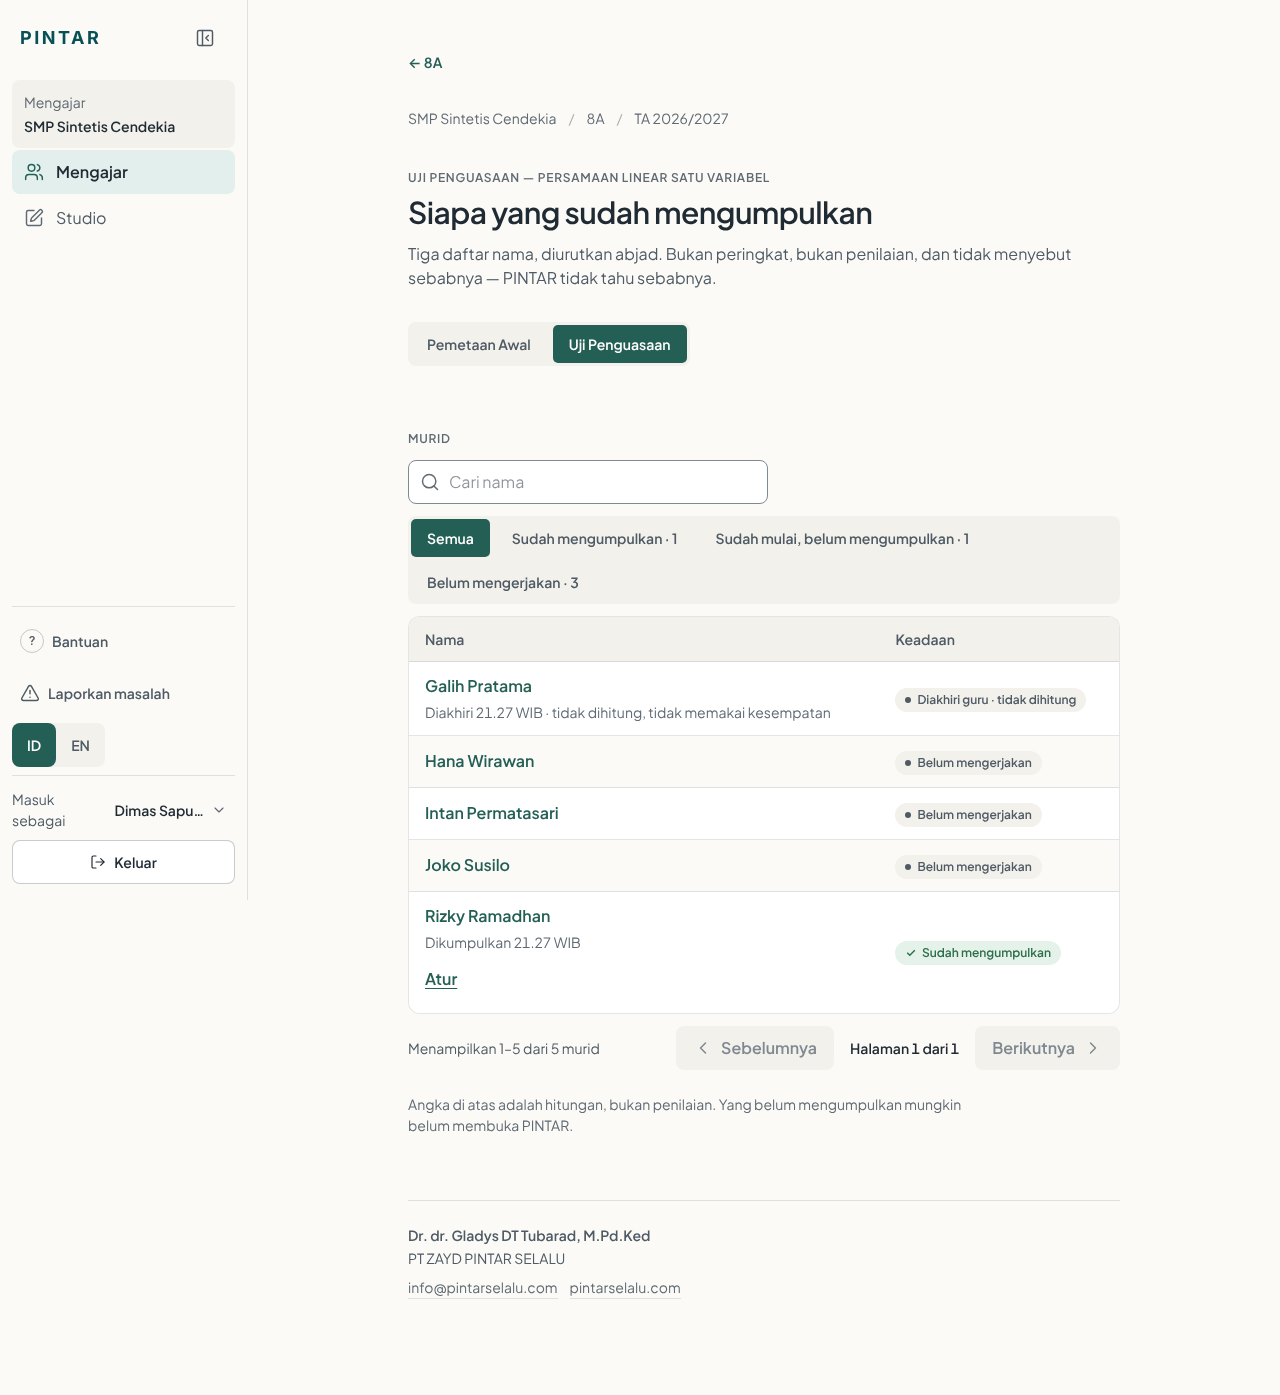 PINTAR
Mengajar
SMP Sintetis Cendekia
Mengajar
Studio
? Bantuan
Laporkan masalah
ID EN
Masuk sebagai
Dimas Sapu...
Keluar
← 8A
SMP Sintetis Cendekia / 8A / TA 2026/2027
UJI PENGUASAAN — PERSAMAAN LINEAR SATU VARIABEL
Siapa yang sudah mengumpulkan
Tiga daftar nama, diurutkan abjad. Bukan peringkat, bukan penilaian, dan tidak menyebut
sebabnya — PINTAR tidak tahu sebabnya.
Pemetaan Awal Uji Penguasaan
MURID
Cari nama
Semua Sudah mengumpulkan · 1 Sudah mulai, belum mengumpulkan · 1
Belum mengerjakan · 3
Nama Keadaan
Galih Pratama
Diakhiri 21.27 WIB · tidak dihitung, tidak memakai kesempatan
Diakhiri guru · tidak dihitung
Hana Wirawan Belum mengerjakan
Intan Permatasari Belum mengerjakan
Joko Susilo Belum mengerjakan
Rizky Ramadhan
Dikumpulkan 21.27 WIB
Sudah mengumpulkan
Atur
Menampilkan 1–5 dari 5 murid Sebelumnya Halaman 1 dari 1 Berikutnya
Angka di atas adalah hitungan, bukan penilaian. Yang belum mengumpulkan mungkin
belum membuka PINTAR.
Dr. dr. Gladys DT Tubarad, M.Pd.Ked
PT ZAYD PINTAR SELALU
info@pintarselalu.com pintarselalu.com